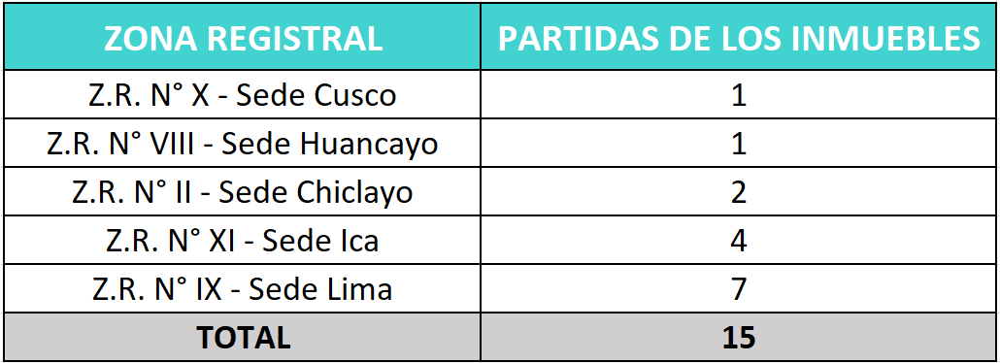 ZONA REGISTRAL PARTIDAS DE LOS INMUEBLES
Z.R. N° X - Sede Cusco 1
Z.R. N° VIII - Sede Huancayo 1
Z.R. N° II - Sede Chiclayo 2
Z.R. N° XI - Sede Ica 4
Z.R. N° IX - Sede Lima 7
TOTAL 15